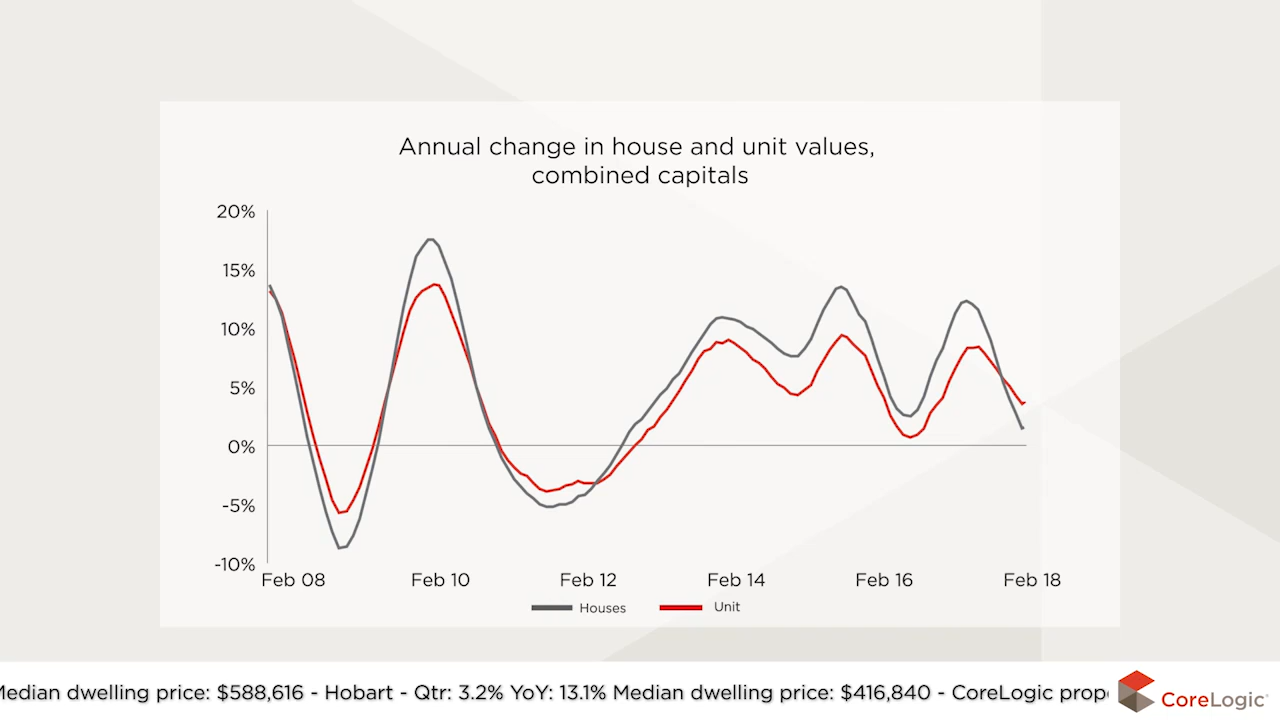 Annual change in house and unit values,
combined capitals
20%
15%
10%
5%
0%
-5%
-10%
Feb 08 Feb 10 Feb 12 Feb 14 Feb 16 Feb 18
Houses Unit
Median dwelling price: $588,616 - Hobart - Qtr: 3.2% YoY: 13.1% Median dwelling price: $416,840 - CoreLogic prop
CoreLogic